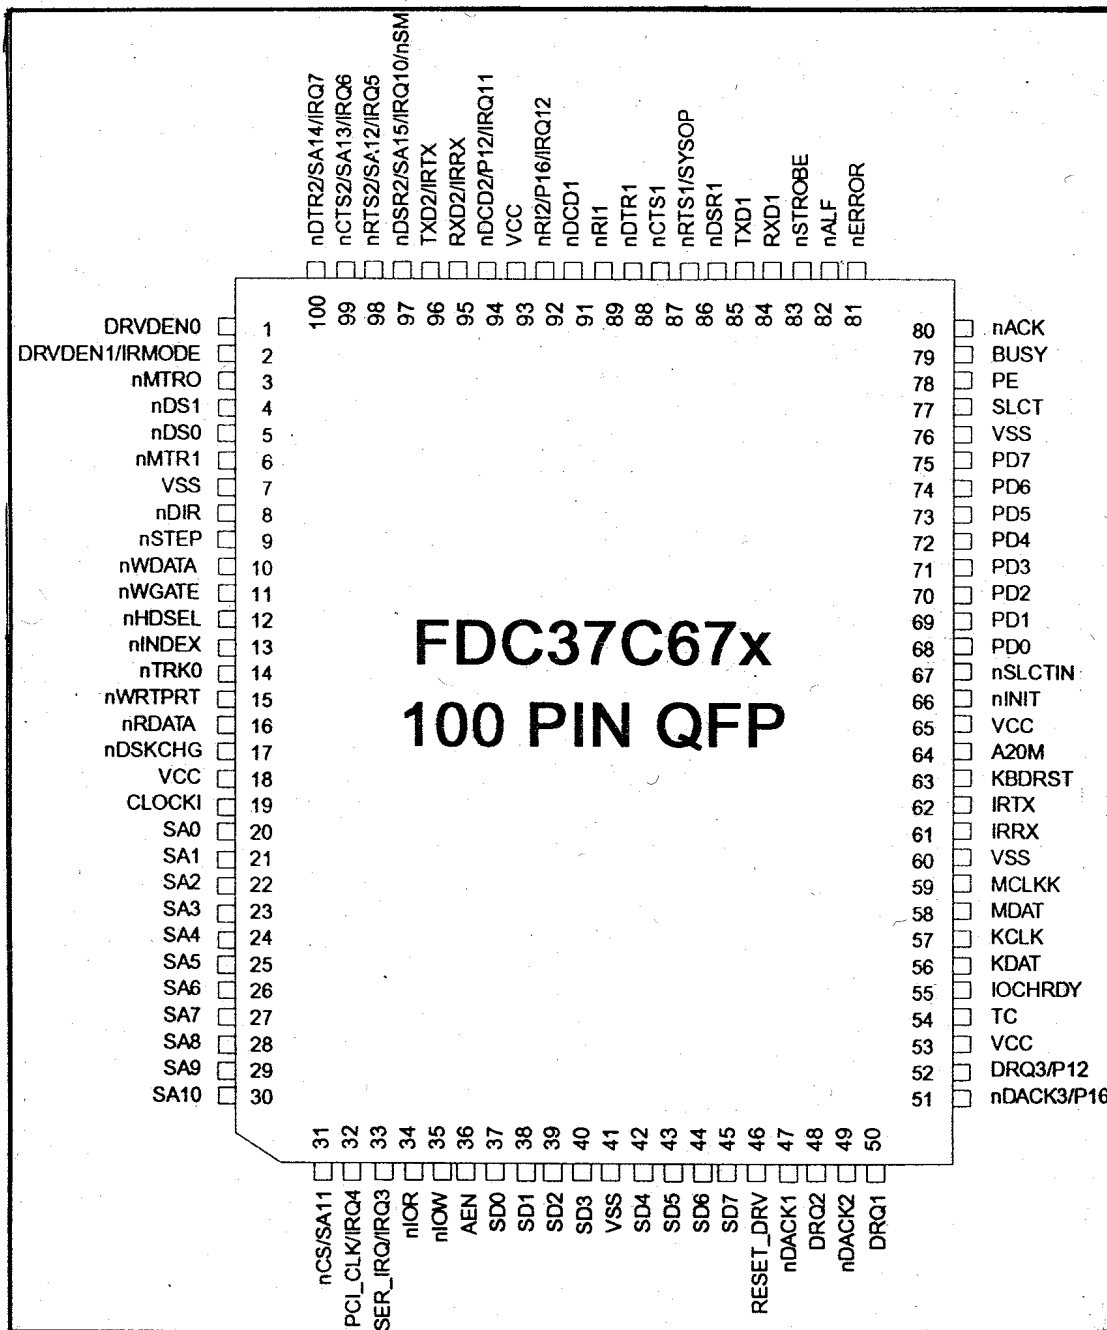 nDTR2/SA14/IRQ7
nCTS2/SA13/IRQ6
nRTS2/SA12/IRQ5
nDSR2/SA15/IRQ10/nSM
TXD2/IRTX
RXD2/IRRX
nDCD2/P12/IRQ11
VCC
nRI2/P16/IRQ12
nDCD1
nRI1
nDTR1
nCTS1
nRTS1/SYSOP
nDSR1
TXD1
RXD1
nSTROBE
nALF
nERROR
100 99 98 97 96 95 94 93 92 91 89 88 87 86 85 84 83 82 81
DRVDEN0 1
DRVDEN1/IRMODE 2
nMTRO 3
nDS1 4
nDS0 5
nMTR1 6
VSS 7
nDIR 8
nSTEP 9
nWDATA 10
nWGATE 11
nHDSEL 12
nINDEX 13
nTRK0 14
nWRTPRT 15
nRDATA 16
nDSKCHG 17
VCC 18
CLOCKI 19
SA0 20
SA1 21
SA2 22
SA3 23
SA4 24
SA5 25
SA6 26
SA7 27
SA8 28
SA9 29
SA10 30
FDC37C67x
100 PIN QFP
80 nACK
79 BUSY
78 PE
77 SLCT
76 VSS
75 PD7
74 PD6
73 PD5
72 PD4
71 PD3
70 PD2
69 PD1
68 PD0
67 nSLCTIN
66 nINIT
65 VCC
64 A20M
63 KBDRST
62 IRTX
61 IRRX
60 VSS
59 MCLKK
58 MDAT
57 KCLK
56 KDAT
55 IOCHRDY
54 TC
53 VCC
52 DRQ3/P12
51 nDACK3/P16
31 32 33 34 35 36 37 38 39 40 41 42 43 44 45 46 47 48 49 50
nCS/SA11
PCI_CLK/IRQ4
SER_IRQ/IRQ3
nIOR
nIOW
AEN
SD0
SD1
SD2
SD3
VSS
SD4
SD5
SD6
SD7
RESET_DRV
nDACK1
DRQ2
nDACK2
DRQ1